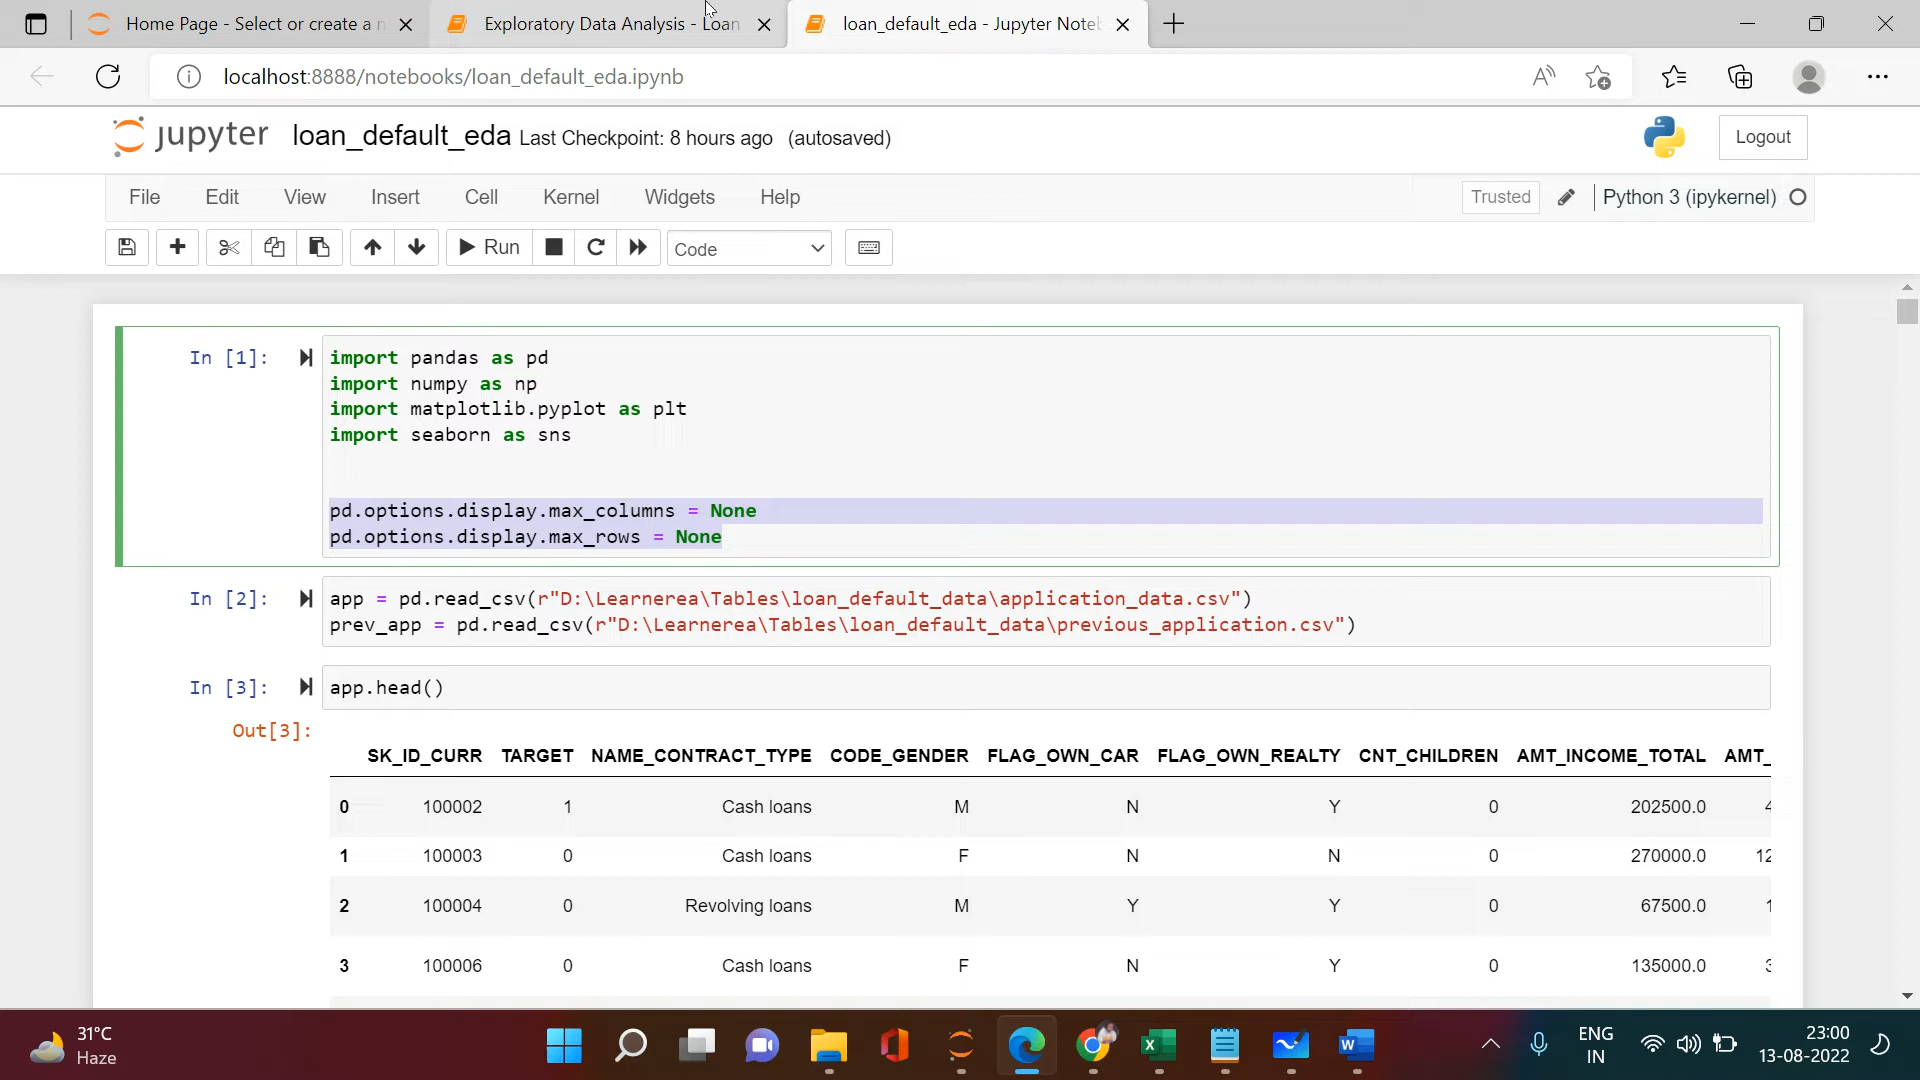 Home Page - Select or create a n
Exploratory Data Analysis - Loan
loan_default_eda - Jupyter Noteb
localhost:8888/notebooks/loan_default_eda.ipynb
jupyter loan_default_eda Last Checkpoint: 8 hours ago (autosaved)
Logout
File Edit View Insert Cell Kernel Widgets Help
Trusted Python 3 (ipykernel)
Run Code
In [1]:
import pandas as pd
import numpy as np
import matplotlib.pyplot as plt
import seaborn as sns
pd.options.display.max_columns = None
pd.options.display.max_rows = None
In [2]:
app = pd.read_csv(r"D:\Learnerea\Tables\loan_default_data\application_data.csv")
prev_app = pd.read_csv(r"D:\Learnerea\Tables\loan_default_data\previous_application.csv")
In [3]:
app.head()
Out[3]:
SK_ID_CURR TARGET NAME_CONTRACT_TYPE CODE_GENDER FLAG_OWN_CAR FLAG_OWN_REALTY CNT_CHILDREN AMT_INCOME_TOTAL AMT_
0 100002 1 Cash loans M N Y 0 202500.0 4
1 100003 0 Cash loans F N N 0 270000.0 12
2 100004 0 Revolving loans M Y Y 0 67500.0 1
3 100006 0 Cash loans F N Y 0 135000.0 3
31°C
Haze
ENG
IN
23:00
13-08-2022